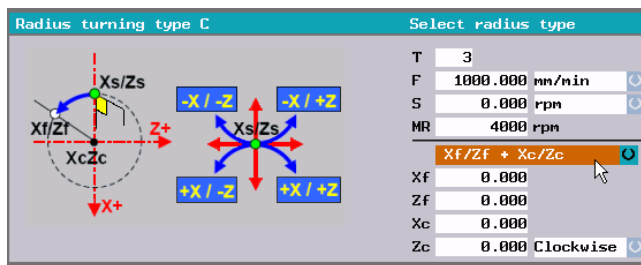 Radius turning type C
Select radius type
Xs/Zs
Xf/Zf
Z+
XcZc
X+
-X / -Z
-X / +Z
Xs/Zs
+X / -Z
+X / +Z
T 3
F 1000.000 mm/min
S 0.000 rpm
MR 4000 rpm
Xf/Zf + Xc/Zc
Xf 0.000
Zf 0.000
Xc 0.000
Zc 0.000 Clockwise